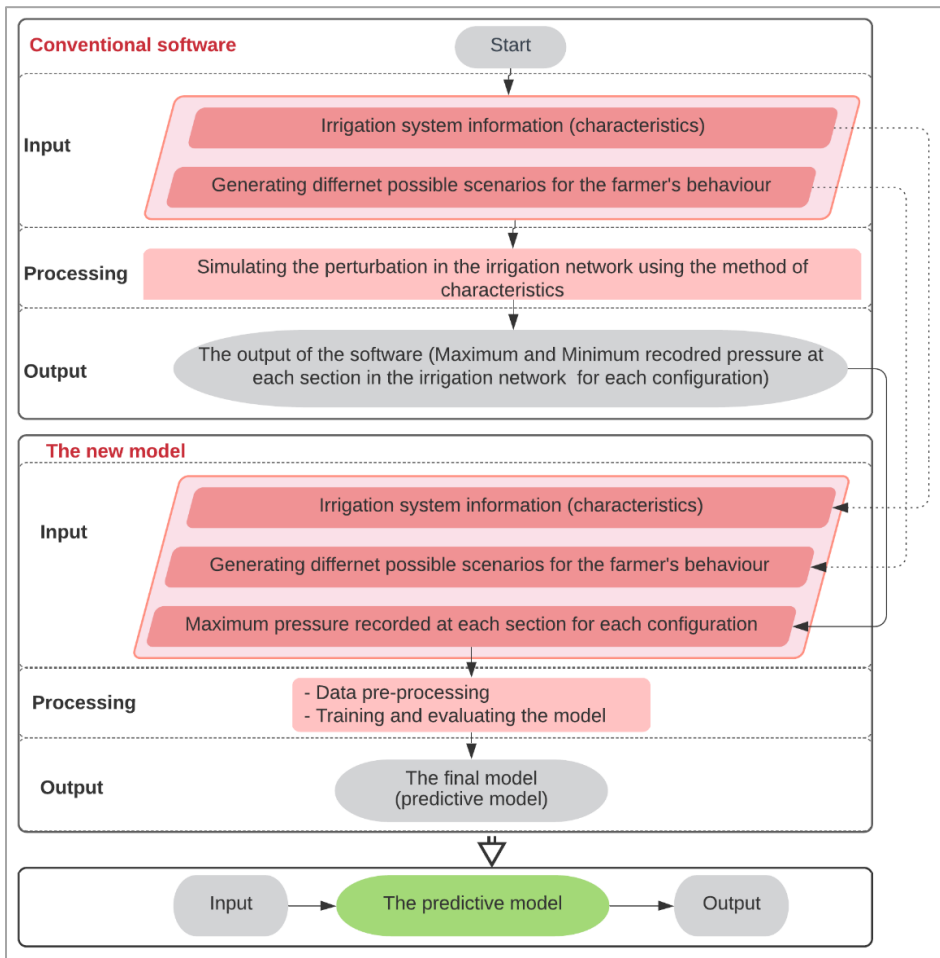 Conventional software
Start
Input
Irrigation system information (characteristics)
Generating differnet possible scenarios for the farmer's behaviour
Processing
Simulating the perturbation in the irrigation network using the method of
characteristics
Output
The output of the software (Maximum and Minimum recodred pressure at
each section in the irrigation network for each configuration)
The new model
Input
Irrigation system information (characteristics)
Generating differnet possible scenarios for the farmer's behaviour
Maximum pressure recorded at each section for each configuration
Processing
- Data pre-processing
- Training and evaluating the model
Output
The final model
(predictive model)
Input
The predictive model
Output